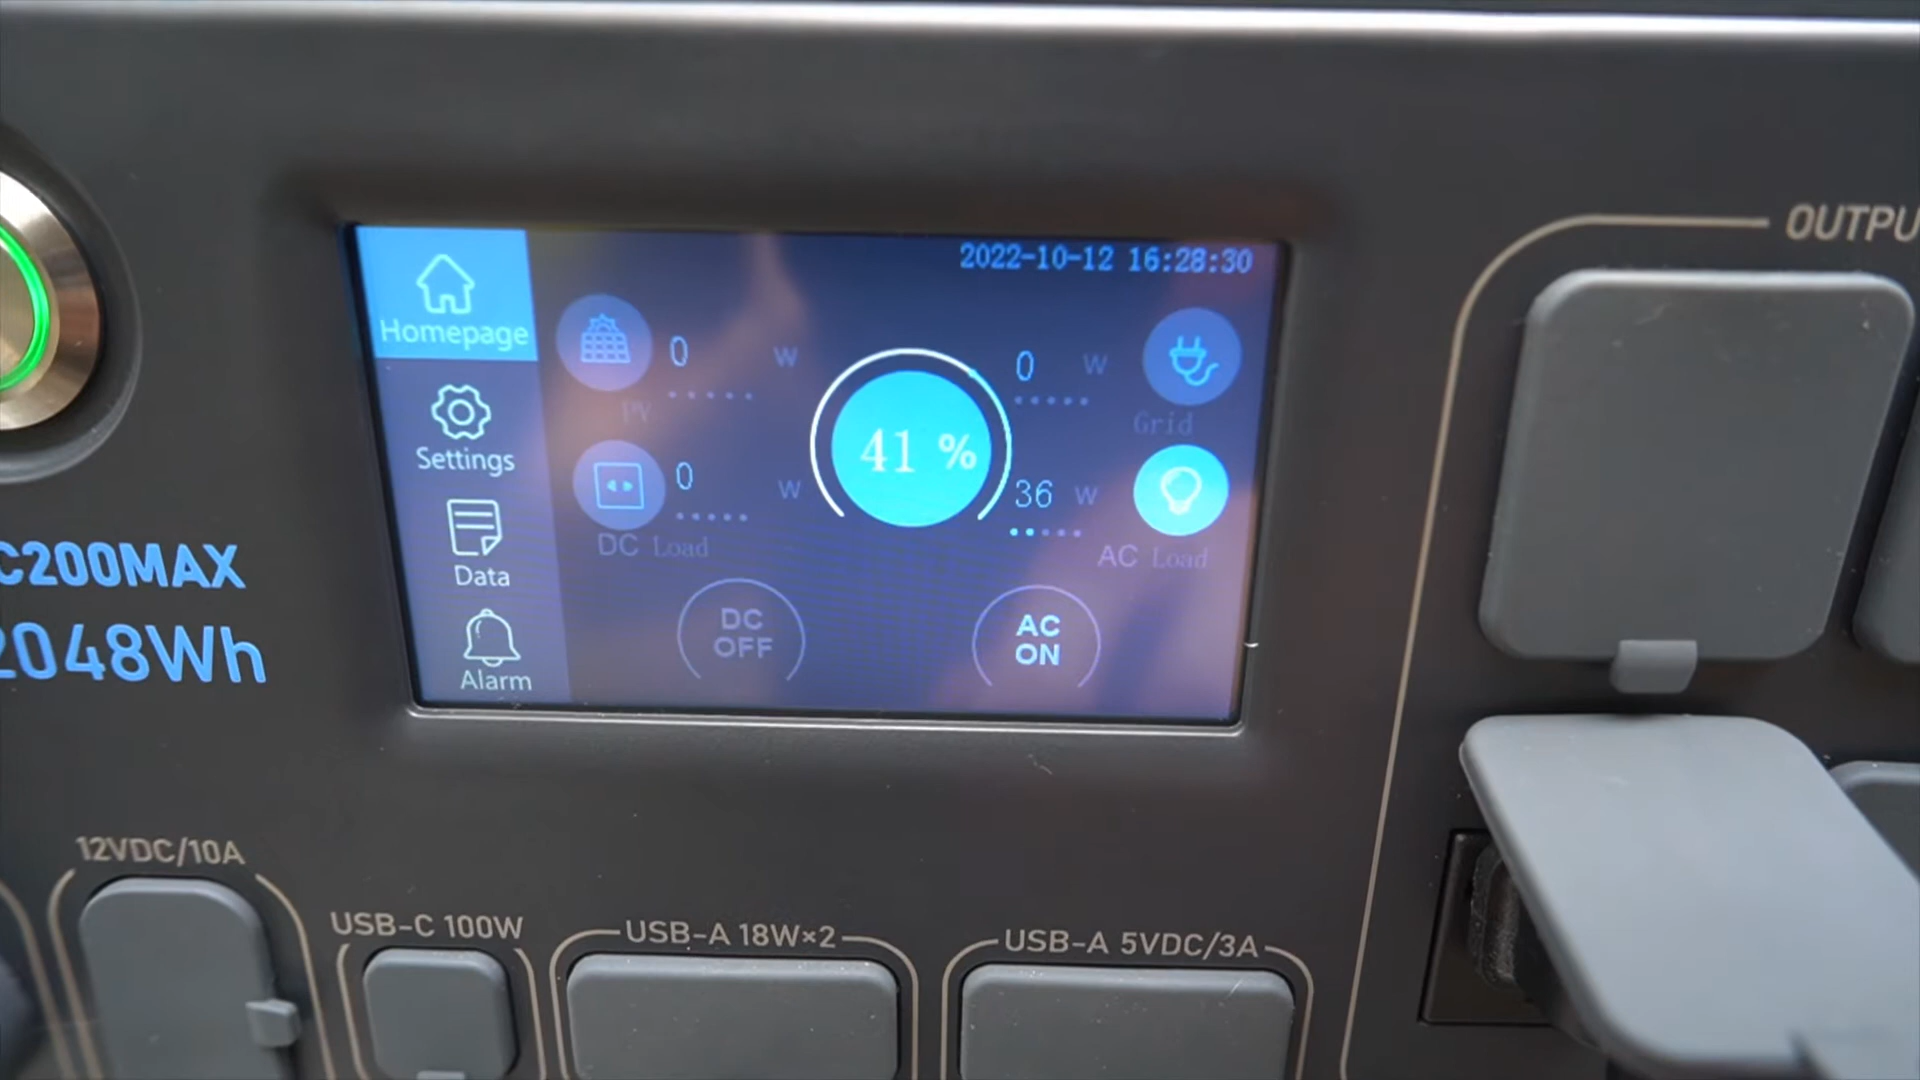 2022-10-12 16:28:30
Homepage
Settings
Data
Alarm
0 W
PV
0 W
Grid
41 %
0 W
DC Load
36 W
AC Load
DC
OFF
AC
ON
C200MAX
2048Wh
OUTPU
12VDC/10A
USB-C 100W
USB-A 18W×2
USB-A 5VDC/3A